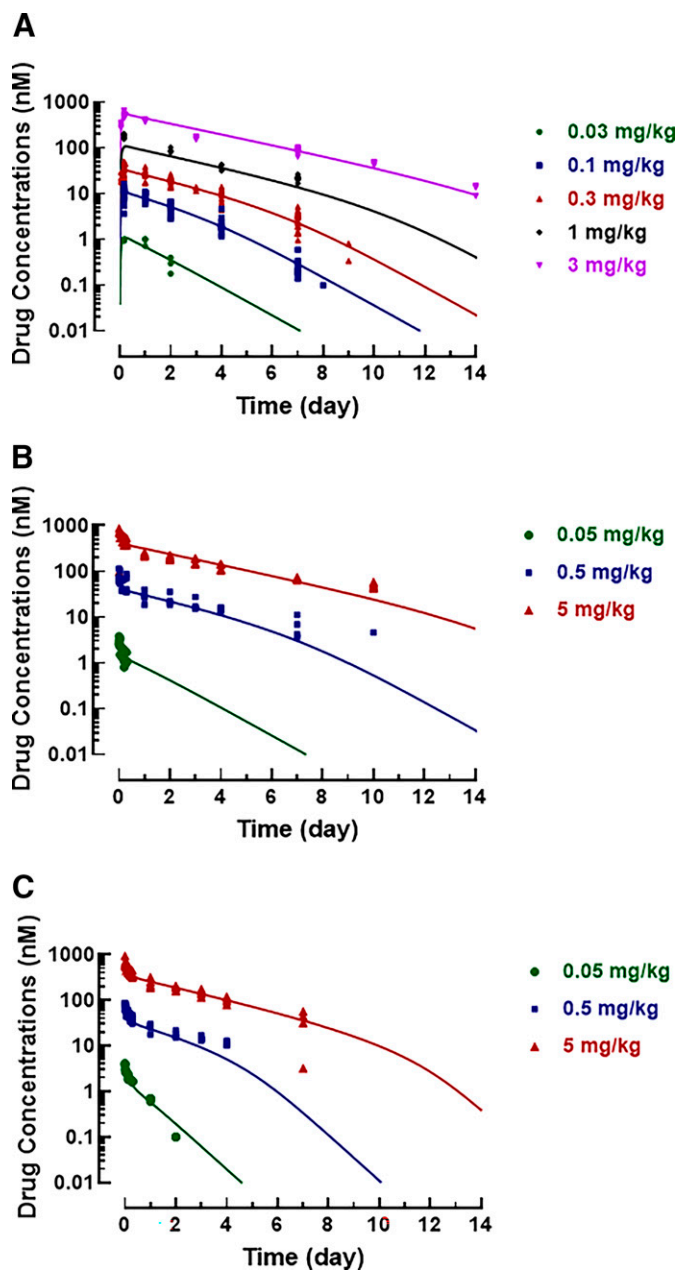 A
Drug Concentrations (nM)
1000
100
10
1
0.1
0.01
0 2 4 6 8 10 12 14
Time (day)
0.03 mg/kg
0.1 mg/kg
0.3 mg/kg
1 mg/kg
3 mg/kg
B
Drug Concentrations (nM)
1000
100
10
1
0.1
0.01
0 2 4 6 8 10 12 14
Time (day)
0.05 mg/kg
0.5 mg/kg
5 mg/kg
C
Drug Concentrations (nM)
1000
100
10
1
0.1
0.01
0 2 4 6 8 10 12 14
Time (day)
0.05 mg/kg
0.5 mg/kg
5 mg/kg